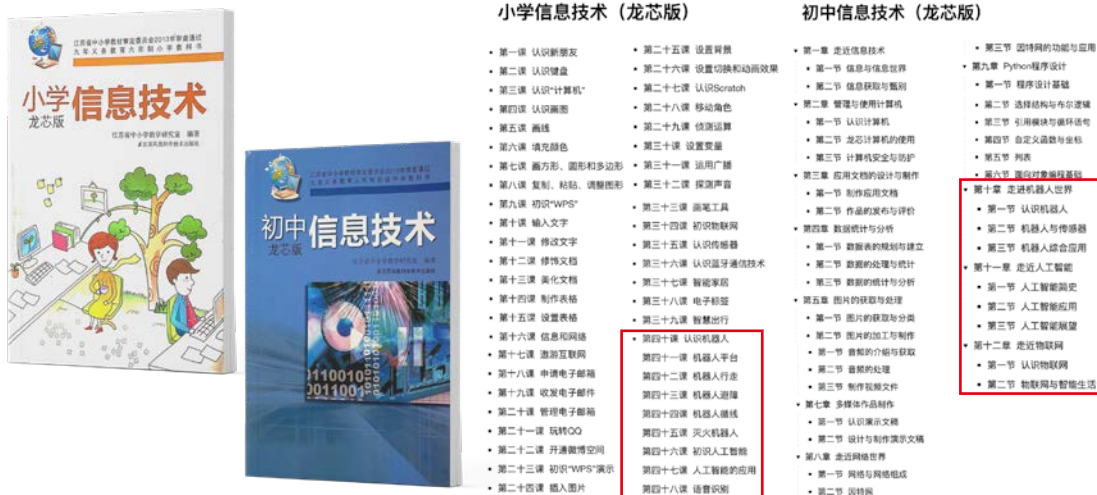 江苏省中小学教材审定委员会2013年审查通过
九年义务教育六年制小学教科书
小学
龙芯版
信息技术
江苏省中小学教学研究室 编著
初中
龙芯版
信息技术
小学信息技术（龙芯版）
• 第一课 认识新朋友
• 第二课 认识键盘
• 第三课 认识“计算机”
第四课 认识画图
• 第五课 画线
• 第六课 填充颜色
• 第七课 画方形、圆形和多边形
• 第八课 复制、粘贴、调整图形
• 第九课 初识“WPS”
• 第十课 输入文字
• 第十一课 修改文字
• 第十二课 修饰文档
• 第十三课 美化文档
• 第十四课 制作表格
• 第十五课 设置表格
• 第十六课 信息和网络
• 第十七课 遨游互联网
• 第十八课 申请电子邮箱
• 第十九课 收发电子邮件
• 第二十课 管理电子邮箱
• 第二十一课 玩转QQ
• 第二十二课 开通微博空间
• 第二十三课 初识“WPS”演示
• 第二十四课 插入图片
• 第二十五课 设置背景
• 第二十六课 设置切换和动画效果
• 第二十七课 认识Scratch
• 第二十八课 移动角色
• 第二十九课 侦测运算
• 第三十课 设置变量
• 第三十一课 运用广播
• 第三十二课 探测声音
• 第三十三课 画笔工具
• 第三十四课 初识物联网
• 第三十五课 认识传感器
• 第三十六课 认识蓝牙通信技术
• 第三十七课 智能家居
• 第三十八课 电子标签
• 第三十九课 智慧出行
• 第四十课 认识机器人
第四十一课 机器人平台
第四十二课 机器人行走
第四十三课 机器人避障
第四十四课 机器人循线
第四十五课 灭火机器人
第四十六课 初识人工智能
第四十七课 人工智能的应用
第四十八课 语音识别
初中信息技术（龙芯版）
▾ 第一章 走近信息技术
• 第一节 信息与信息世界
• 第二节 信息获取与甄别
▾ 第二章 管理与使用计算机
• 第一节 认识计算机
• 第二节 龙芯计算机的使用
• 第三节 计算机安全与防护
▾ 第三章 应用文档的设计与制作
• 第一节 制作应用文档
• 第二节 作品的发布与评价
▾ 第四章 数据统计与分析
• 第一节 数据表的规划与建立
• 第二节 数据的处理与统计
• 第三节 数据的统计与分析
▾ 第五章 图片的获取与处理
• 第一节 图片的获取与分类
• 第二节 图片的加工与制作
• 第一节 音频的介绍与获取
• 第二节 音频的处理
• 第三节 制作视频文件
▾ 第七章 多媒体作品制作
• 第一节 认识演示文稿
• 第二节 设计与制作演示文稿
▾ 第八章 走近网络世界
• 第一节 网络与网络组成
• 第二节 因特网
• 第三节 因特网的功能与应用
▾ 第九章 Python程序设计
• 第一节 程序设计基础
• 第二节 选择结构与布尔逻辑
• 第三节 引用模块与循环语句
• 第四节 自定义函数与坐标
• 第五节 列表
• 第六节 面向对象编程基础
▾ 第十章 走进机器人世界
• 第一节 认识机器人
• 第二节 机器人与传感器
• 第三节 机器人综合应用
▾ 第十一章 走近人工智能
• 第一节 人工智能简史
• 第二节 人工智能应用
• 第三节 人工智能展望
▾ 第十二章 走近物联网
• 第一节 认识物联网
• 第二节 物联网与智能生活